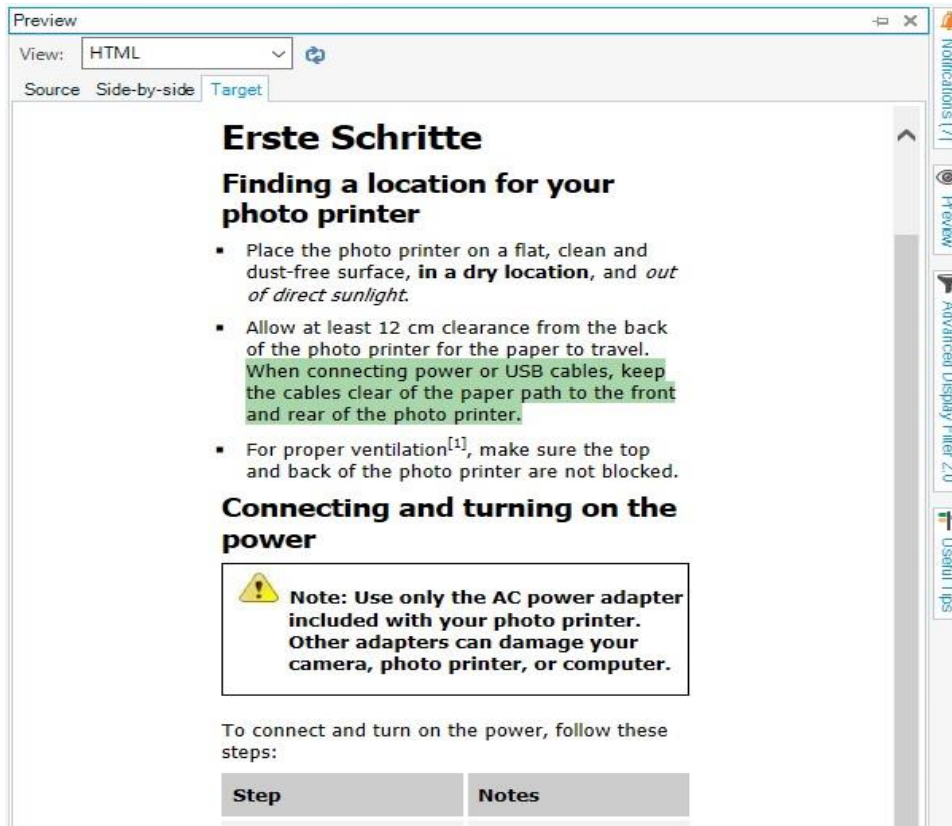 Preview
View: HTML
Source Side-by-side Target
Erste Schritte
Finding a location for your
photo printer
▪ Place the photo printer on a flat, clean and
dust-free surface, in a dry location, and out
of direct sunlight.
▪ Allow at least 12 cm clearance from the back
of the photo printer for the paper to travel.
When connecting power or USB cables, keep
the cables clear of the paper path to the front
and rear of the photo printer.
▪ For proper ventilation[1], make sure the top
and back of the photo printer are not blocked.
Connecting and turning on the
power
Note: Use only the AC power adapter
included with your photo printer.
Other adapters can damage your
camera, photo printer, or computer.
To connect and turn on the power, follow these
steps:
Step Notes
Notifications (7)
Preview
Advanced Display Filter 2.0
Useful Tips